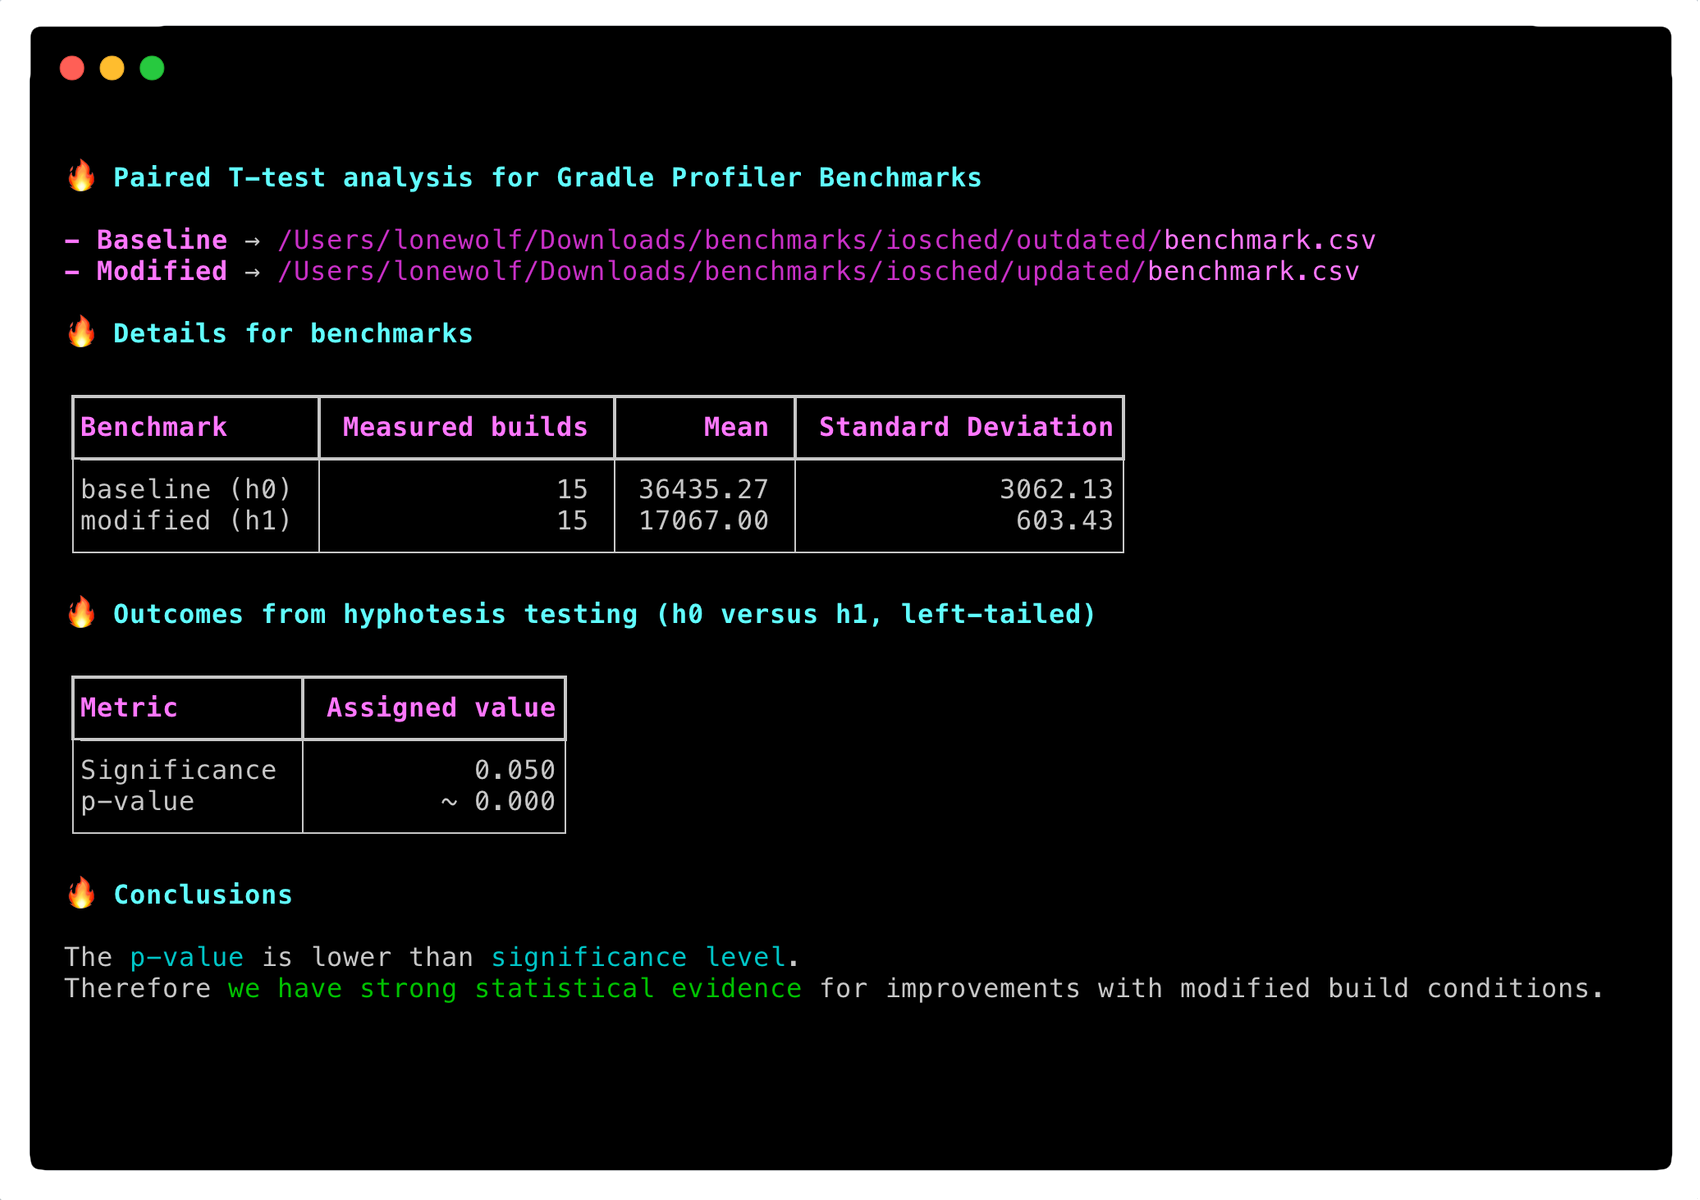 🔥 Paired T-test analysis for Gradle Profiler Benchmarks
- Baseline → /Users/lonewolf/Downloads/benchmarks/iosched/outdated/benchmark.csv
- Modified → /Users/lonewolf/Downloads/benchmarks/iosched/updated/benchmark.csv
🔥 Details for benchmarks
Benchmark Measured builds Mean Standard Deviation
baseline (h0) 15 36435.27 3062.13
modified (h1) 15 17067.00 603.43
🔥 Outcomes from hyphotesis testing (h0 versus h1, left-tailed)
Metric Assigned value
Significance 0.050
p-value ~ 0.000
🔥 Conclusions
The p-value is lower than significance level.
Therefore we have strong statistical evidence for improvements with modified build conditions.